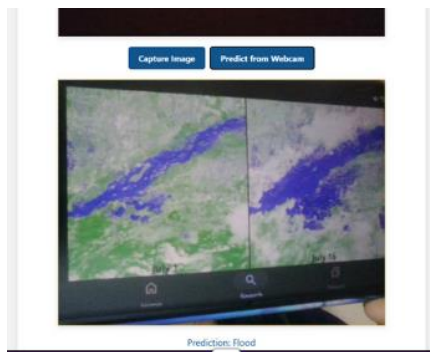 Capture Image
Predict from Webcam
July 16
Search
Prediction: Flood